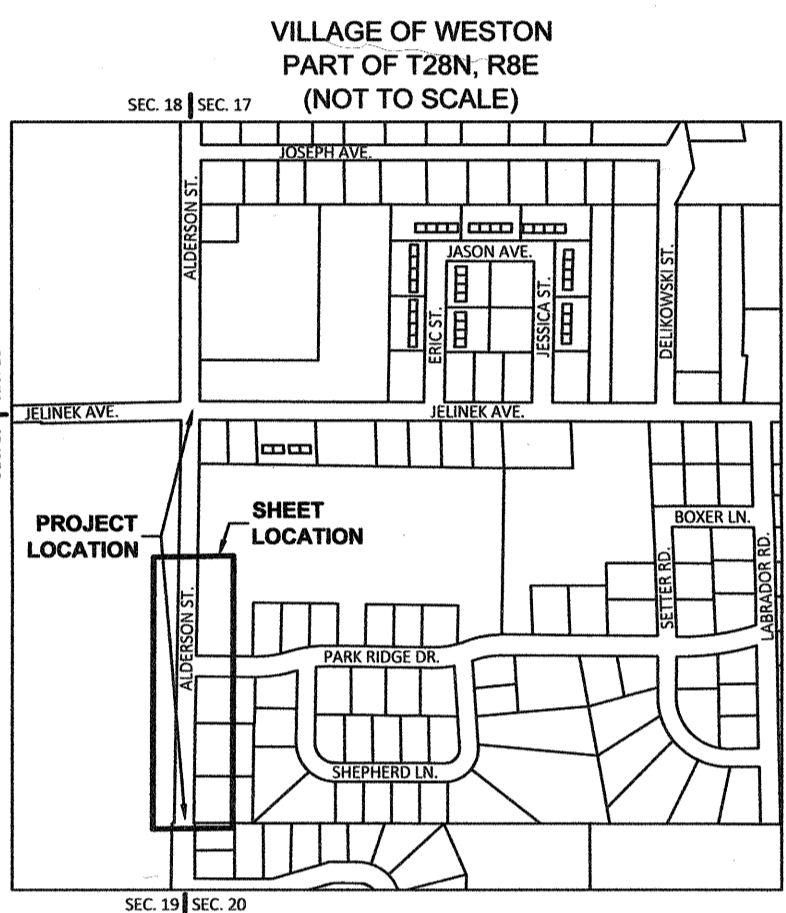 VILLAGE OF WESTON
PART OF T28N, R8E
(NOT TO SCALE)
SEC. 18 SEC. 17
JOSEPH AVE.
ALDERSON ST.
JASON AVE.
ERIC ST.
JESSICA ST.
DELIKOWSKI ST.
JELINEK AVE.
JELINEK AVE.
PROJECT
LOCATION
SHEET
LOCATION
BOXER LN.
SETTER RD.
LABRADOR RD.
ALDERSON ST.
PARK RIDGE DR.
SHEPHERD LN.
SEC. 19 SEC. 20